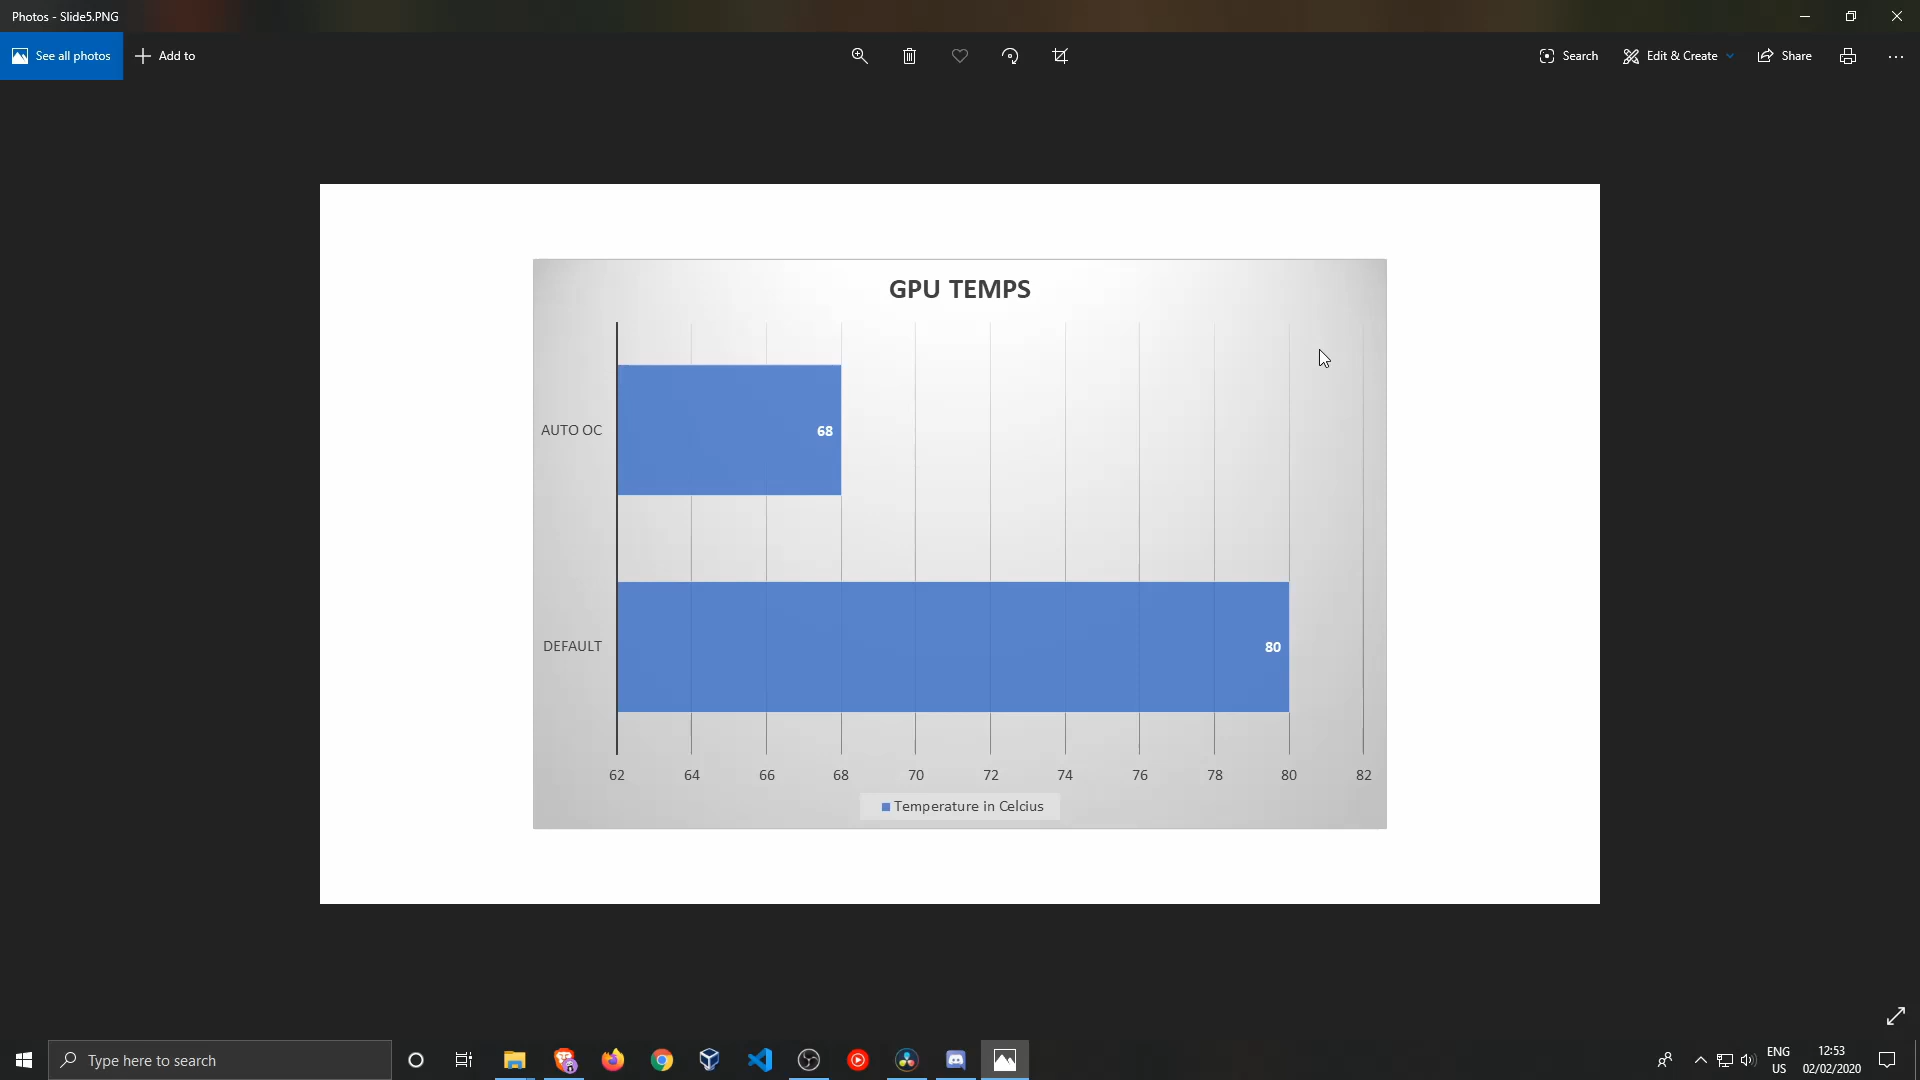 Photos - Slide5.PNG
See all photos
Add to
Search
Edit & Create
Share
GPU TEMPS
AUTO OC
68
DEFAULT
80
62 64 66 68 70 72 74 76 78 80 82
Temperature in Celcius
Type here to search
ENG
US
12:53
02/02/2020